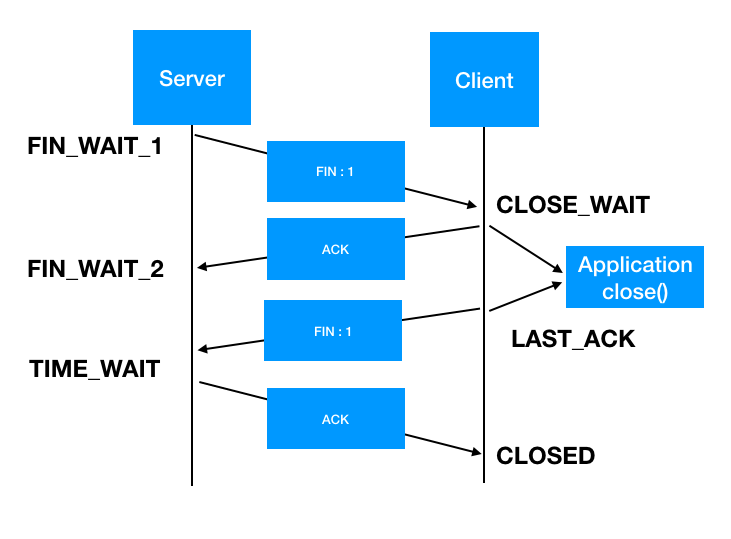 Server
Client
FIN_WAIT_1
FIN : 1
CLOSE_WAIT
ACK
FIN_WAIT_2
Application
close()
FIN : 1
LAST_ACK
TIME_WAIT
ACK
CLOSED